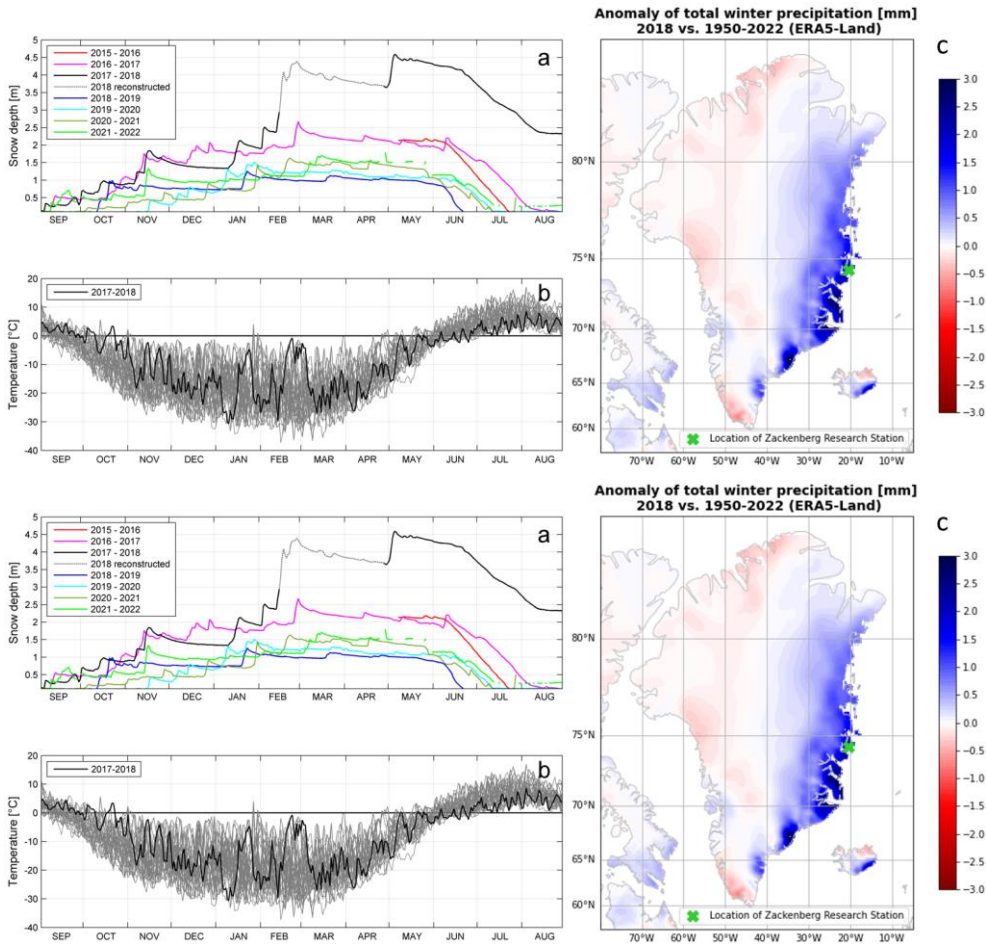 a
5
4.5
4
3.5
3
2.5
2
1.5
1
0.5
Snow depth [m]
2015 - 2016
2016 - 2017
2017 - 2018
2018 reconstructed
2018 - 2019
2019 - 2020
2020 - 2021
2021 - 2022
SEP OCT NOV DEC JAN FEB MAR APR MAY JUN JUL AUG
b
20
10
0
-10
-20
-30
-40
Temperature [°C]
2017-2018
SEP OCT NOV DEC JAN FEB MAR APR MAY JUN JUL AUG
Anomaly of total winter precipitation [mm]
2018 vs. 1950-2022 (ERA5-Land)
c
80°N
75°N
70°N
65°N
60°N
Location of Zackenberg Research Station
70°W 60°W 50°W 40°W 30°W 20°W 10°W
3.0
2.5
2.0
1.5
1.0
0.5
0.0
−0.5
−1.0
−1.5
−2.0
−2.5
−3.0
a
5
4.5
4
3.5
3
2.5
2
1.5
1
0.5
Snow depth [m]
2015 - 2016
2016 - 2017
2017 - 2018
2018 reconstructed
2018 - 2019
2019 - 2020
2020 - 2021
2021 - 2022
SEP OCT NOV DEC JAN FEB MAR APR MAY JUN JUL AUG
b
20
10
0
-10
-20
-30
-40
Temperature [°C]
2017-2018
SEP OCT NOV DEC JAN FEB MAR APR MAY JUN JUL AUG
Anomaly of total winter precipitation [mm]
2018 vs. 1950-2022 (ERA5-Land)
c
80°N
75°N
70°N
65°N
60°N
Location of Zackenberg Research Station
70°W 60°W 50°W 40°W 30°W 20°W 10°W
3.0
2.5
2.0
1.5
1.0
0.5
0.0
−0.5
−1.0
−1.5
−2.0
−2.5
−3.0